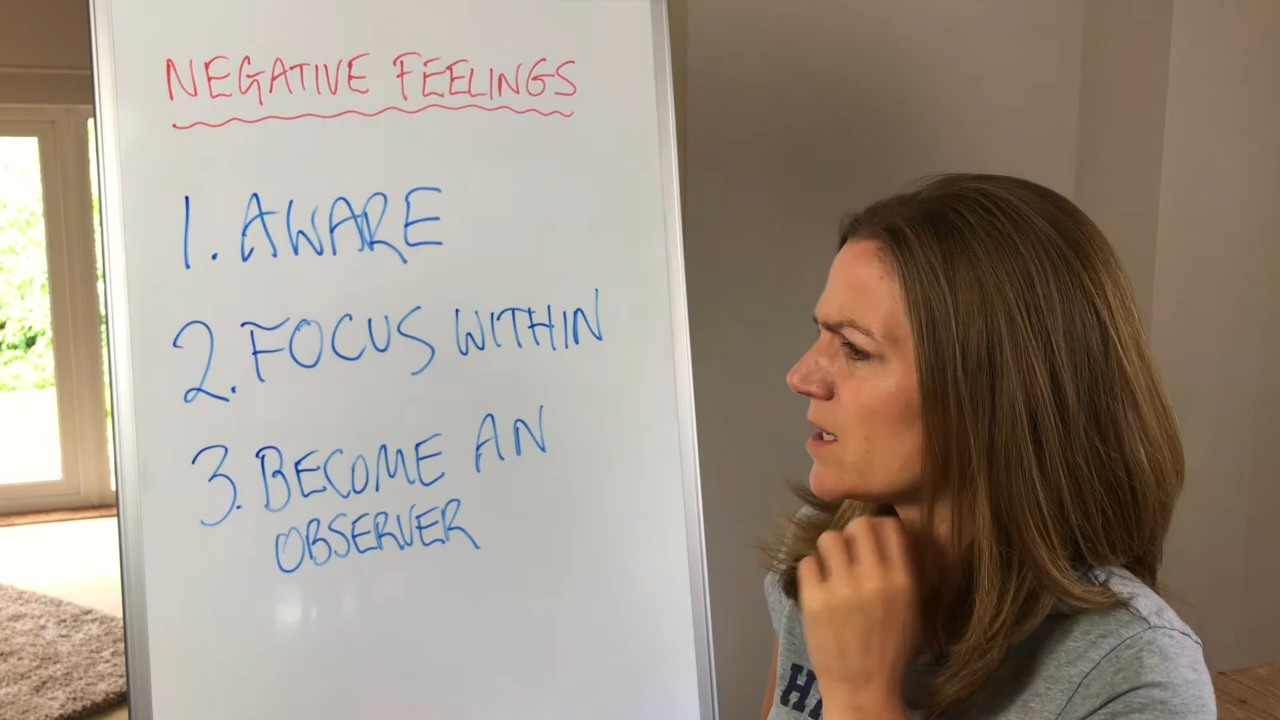 NEGATIVE FEELINGS
1. AWARE
2. FOCUS WITHIN
3. BECOME AN
OBSERVER